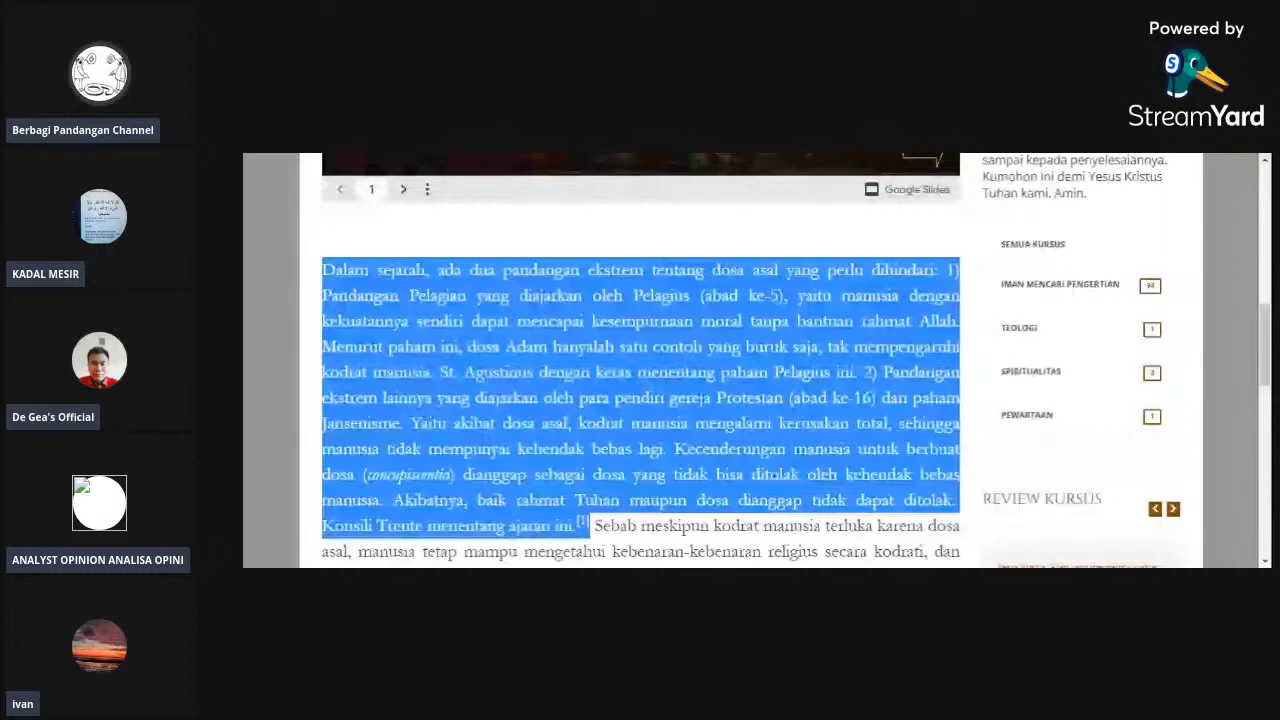 Powered by
StreamYard
Berbagi Pandangan Channel
KADAL MESIR
De Gea's Official
ANALYST OPINION ANALISA OPINI
ivan
1
Google Slides
Dalam sejarah, ada dua pandangan ekstrem tentang dosa asal yang perlu dihindari: 1)
Pandangan Pelagian yang diajarkan oleh Pelagius (abad ke-5), yaitu manusia dengan
kekuatannya sendiri dapat mencapai kesempurnaan moral tanpa bantuan rahmat Allah.
Menurut paham ini, dosa Adam hanyalah satu contoh yang buruk saja, tak mempengaruhi
kodrat manusia. St. Agustinus dengan keras menentang paham Pelagius ini. 2) Pandangan
ekstrem lainnya yang diajarkan oleh para pendiri gereja Protestan (abad ke-16) dan paham
Jansenisme. Yaitu akibat dosa asal, kodrat manusia mengalami kerusakan total, sehingga
manusia tidak mempunyai kehendak bebas lagi. Kecenderungan manusia untuk berbuat
dosa (concupiscentia) dianggap sebagai dosa yang tidak bisa ditolak oleh kehendak bebas
manusia. Akibatnya, baik rahmat Tuhan maupun dosa dianggap tidak dapat ditolak.
Konsili Trente menentang ajaran ini.[1] Sebab meskipun kodrat manusia terluka karena dosa
asal, manusia tetap mampu mengetahui kebenaran-kebenaran religius secara kodrati, dan
sampai kepada penyelesaiannya.
Kumohon ini demi Yesus Kristus
Tuhan kami. Amin.
SEMUA KURSUS
IMAN MENCARI PENGERTIAN 94
TEOLOGI 1
SPIRITUALITAS 2
PEWARTAAN 1
REVIEW KURSUS